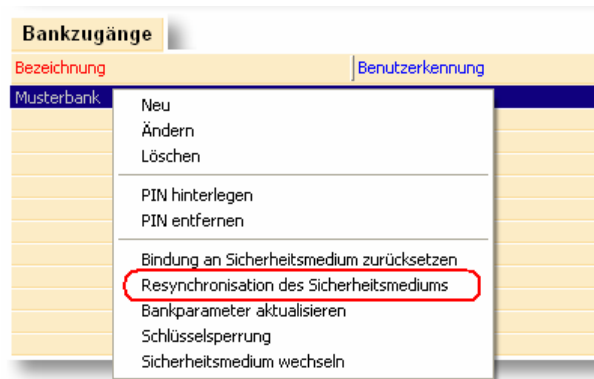 Bankzugänge
Bezeichnung Benutzerkennung
Musterbank
Neu
Ändern
Löschen
PIN hinterlegen
PIN entfernen
Bindung an Sicherheitsmedium zurücksetzen
Resynchronisation des Sicherheitsmediums
Bankparameter aktualisieren
Schlüsselsperrung
Sicherheitsmedium wechseln